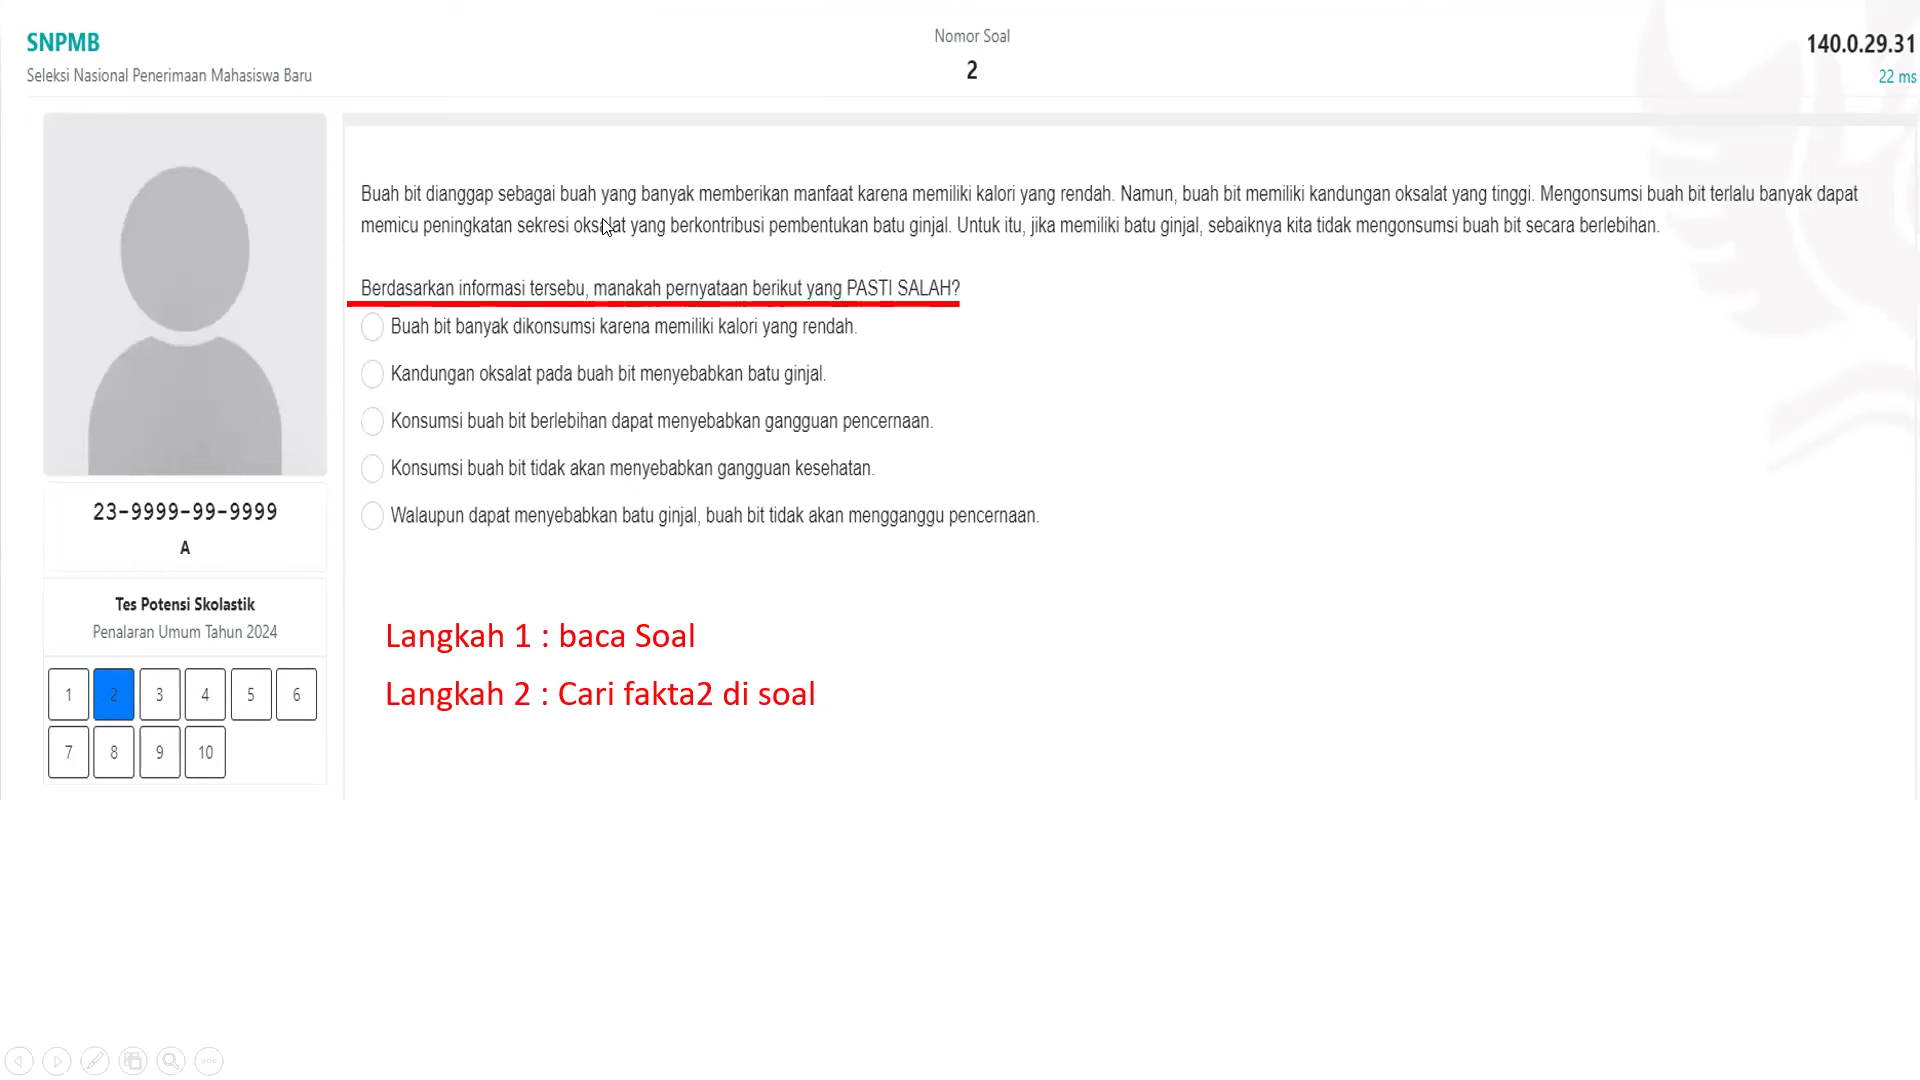 SNPMB
Seleksi Nasional Penerimaan Mahasiswa Baru
Nomor Soal
2
140.0.29.31
22 ms
Buah bit dianggap sebagai buah yang banyak memberikan manfaat karena memiliki kalori yang rendah. Namun, buah bit memiliki kandungan oksalat yang tinggi. Mengonsumsi buah bit terlalu banyak dapat
memicu peningkatan sekresi oksalat yang berkontribusi pembentukan batu ginjal. Untuk itu, jika memiliki batu ginjal, sebaiknya kita tidak mengonsumsi buah bit secara berlebihan.
Berdasarkan informasi tersebu, manakah pernyataan berikut yang PASTI SALAH?
Buah bit banyak dikonsumsi karena memiliki kalori yang rendah.
Kandungan oksalat pada buah bit menyebabkan batu ginjal.
Konsumsi buah bit berlebihan dapat menyebabkan gangguan pencernaan.
Konsumsi buah bit tidak akan menyebabkan gangguan kesehatan.
Walaupun dapat menyebabkan batu ginjal, buah bit tidak akan mengganggu pencernaan.
23-9999-99-9999
A
Tes Potensi Skolastik
Penalaran Umum Tahun 2024
1 2 3 4 5 6
7 8 9 10
Langkah 1 : baca Soal
Langkah 2 : Cari fakta2 di soal